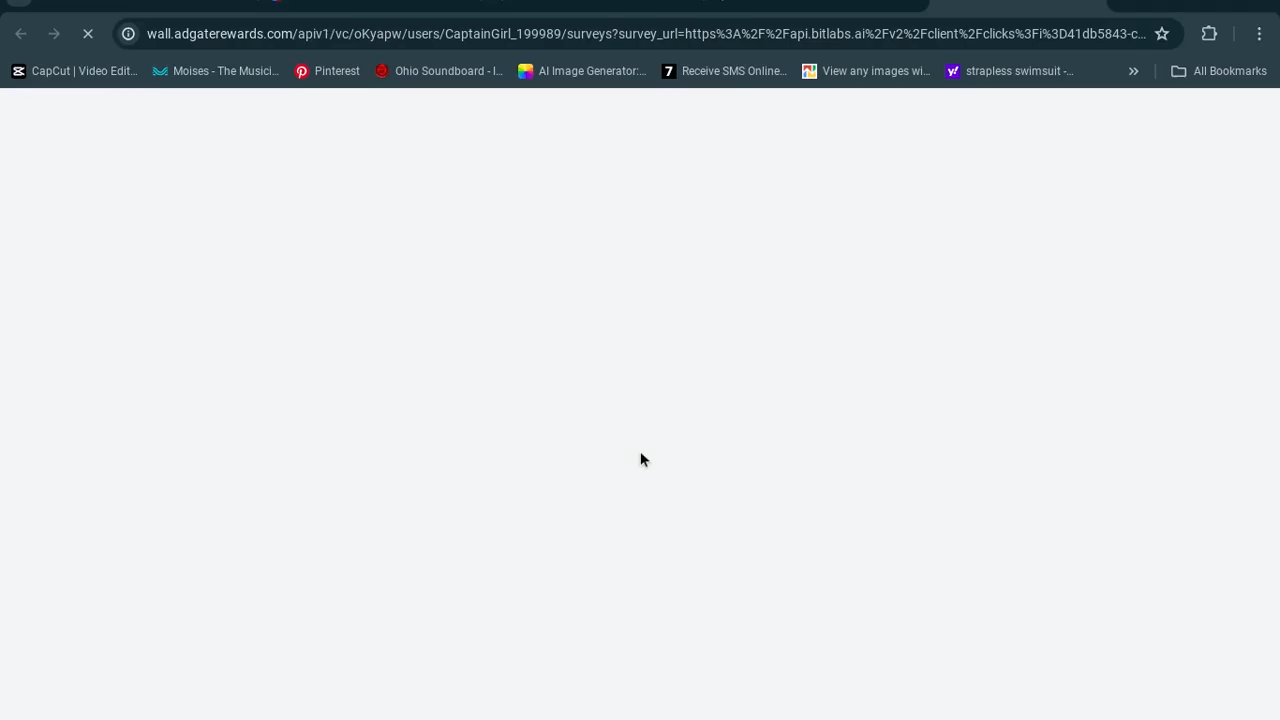 wall.adgaterewards.com/apiv1/vc/oKyapw/users/CaptainGirl_199989/surveys?survey_url=https%3A%2F%2Fapi.bitlabs.ai%2Fv2%2Fclient%2Fclicks%3Fi%3D41db5843-c...
CapCut | Video Edit... Moises - The Musici... Pinterest Ohio Soundboard - I... AI Image Generator:... 7 Receive SMS Online... View any images wi... y! strapless swimsuit -... » All Bookmarks